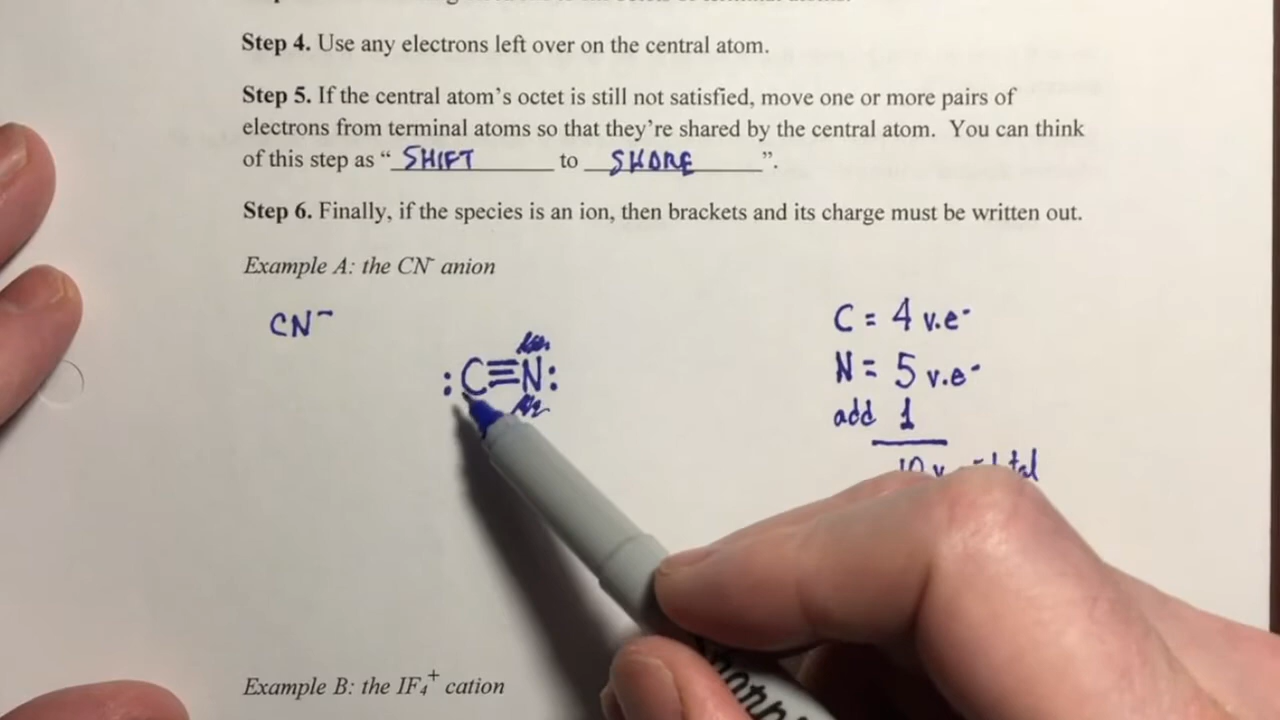 Step 4. Use any electrons left over on the central atom.
Step 5. If the central atom's octet is still not satisfied, move one or more pairs of
electrons from terminal atoms so that they're shared by the central atom. You can think
of this step as “ SHIFT to SHARE ”.
Step 6. Finally, if the species is an ion, then brackets and its charge must be written out.
Example A: the CN⁻ anion
CN⁻
C = 4 v.e⁻
:C≡N:
N = 5 v.e⁻
add 1
10 v
Example B: the IF₄⁺ cation